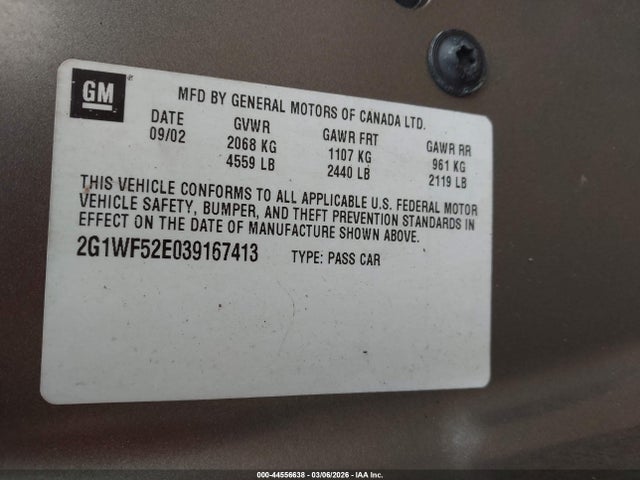 GM
MFD BY GENERAL MOTORS OF CANADA LTD.
DATE GVWR GAWR FRT GAWR RR
09/02 2068 KG 1107 KG 961 KG
4559 LB 2440 LB 2119 LB
THIS VEHICLE CONFORMS TO ALL APPLICABLE U.S. FEDERAL MOTOR
VEHICLE SAFETY, BUMPER, AND THEFT PREVENTION STANDARDS IN
EFFECT ON THE DATE OF MANUFACTURE SHOWN ABOVE.
2G1WF52E039167413 TYPE: PASS CAR
000-44556638 - 03/06/2026 - IAA Inc.